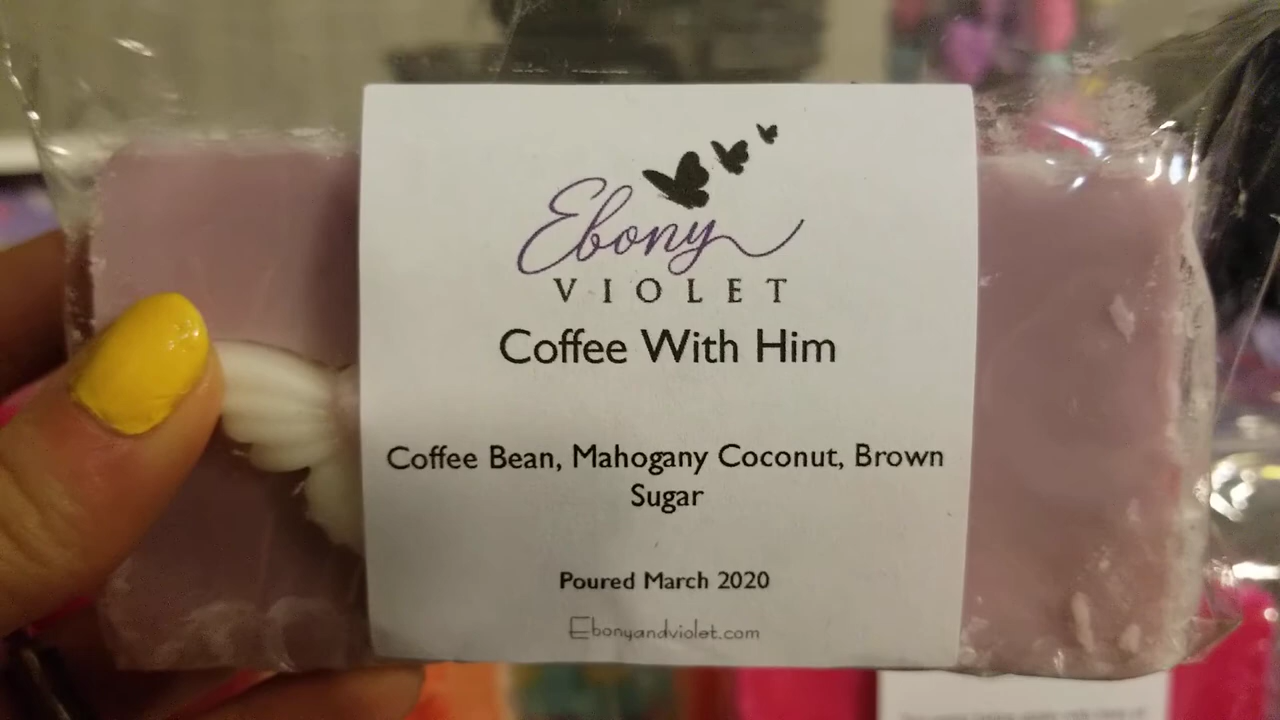 Ebony
VIOLET
Coffee With Him
Coffee Bean, Mahogany Coconut, Brown
Sugar
Poured March 2020
Ebonyandviolet.com